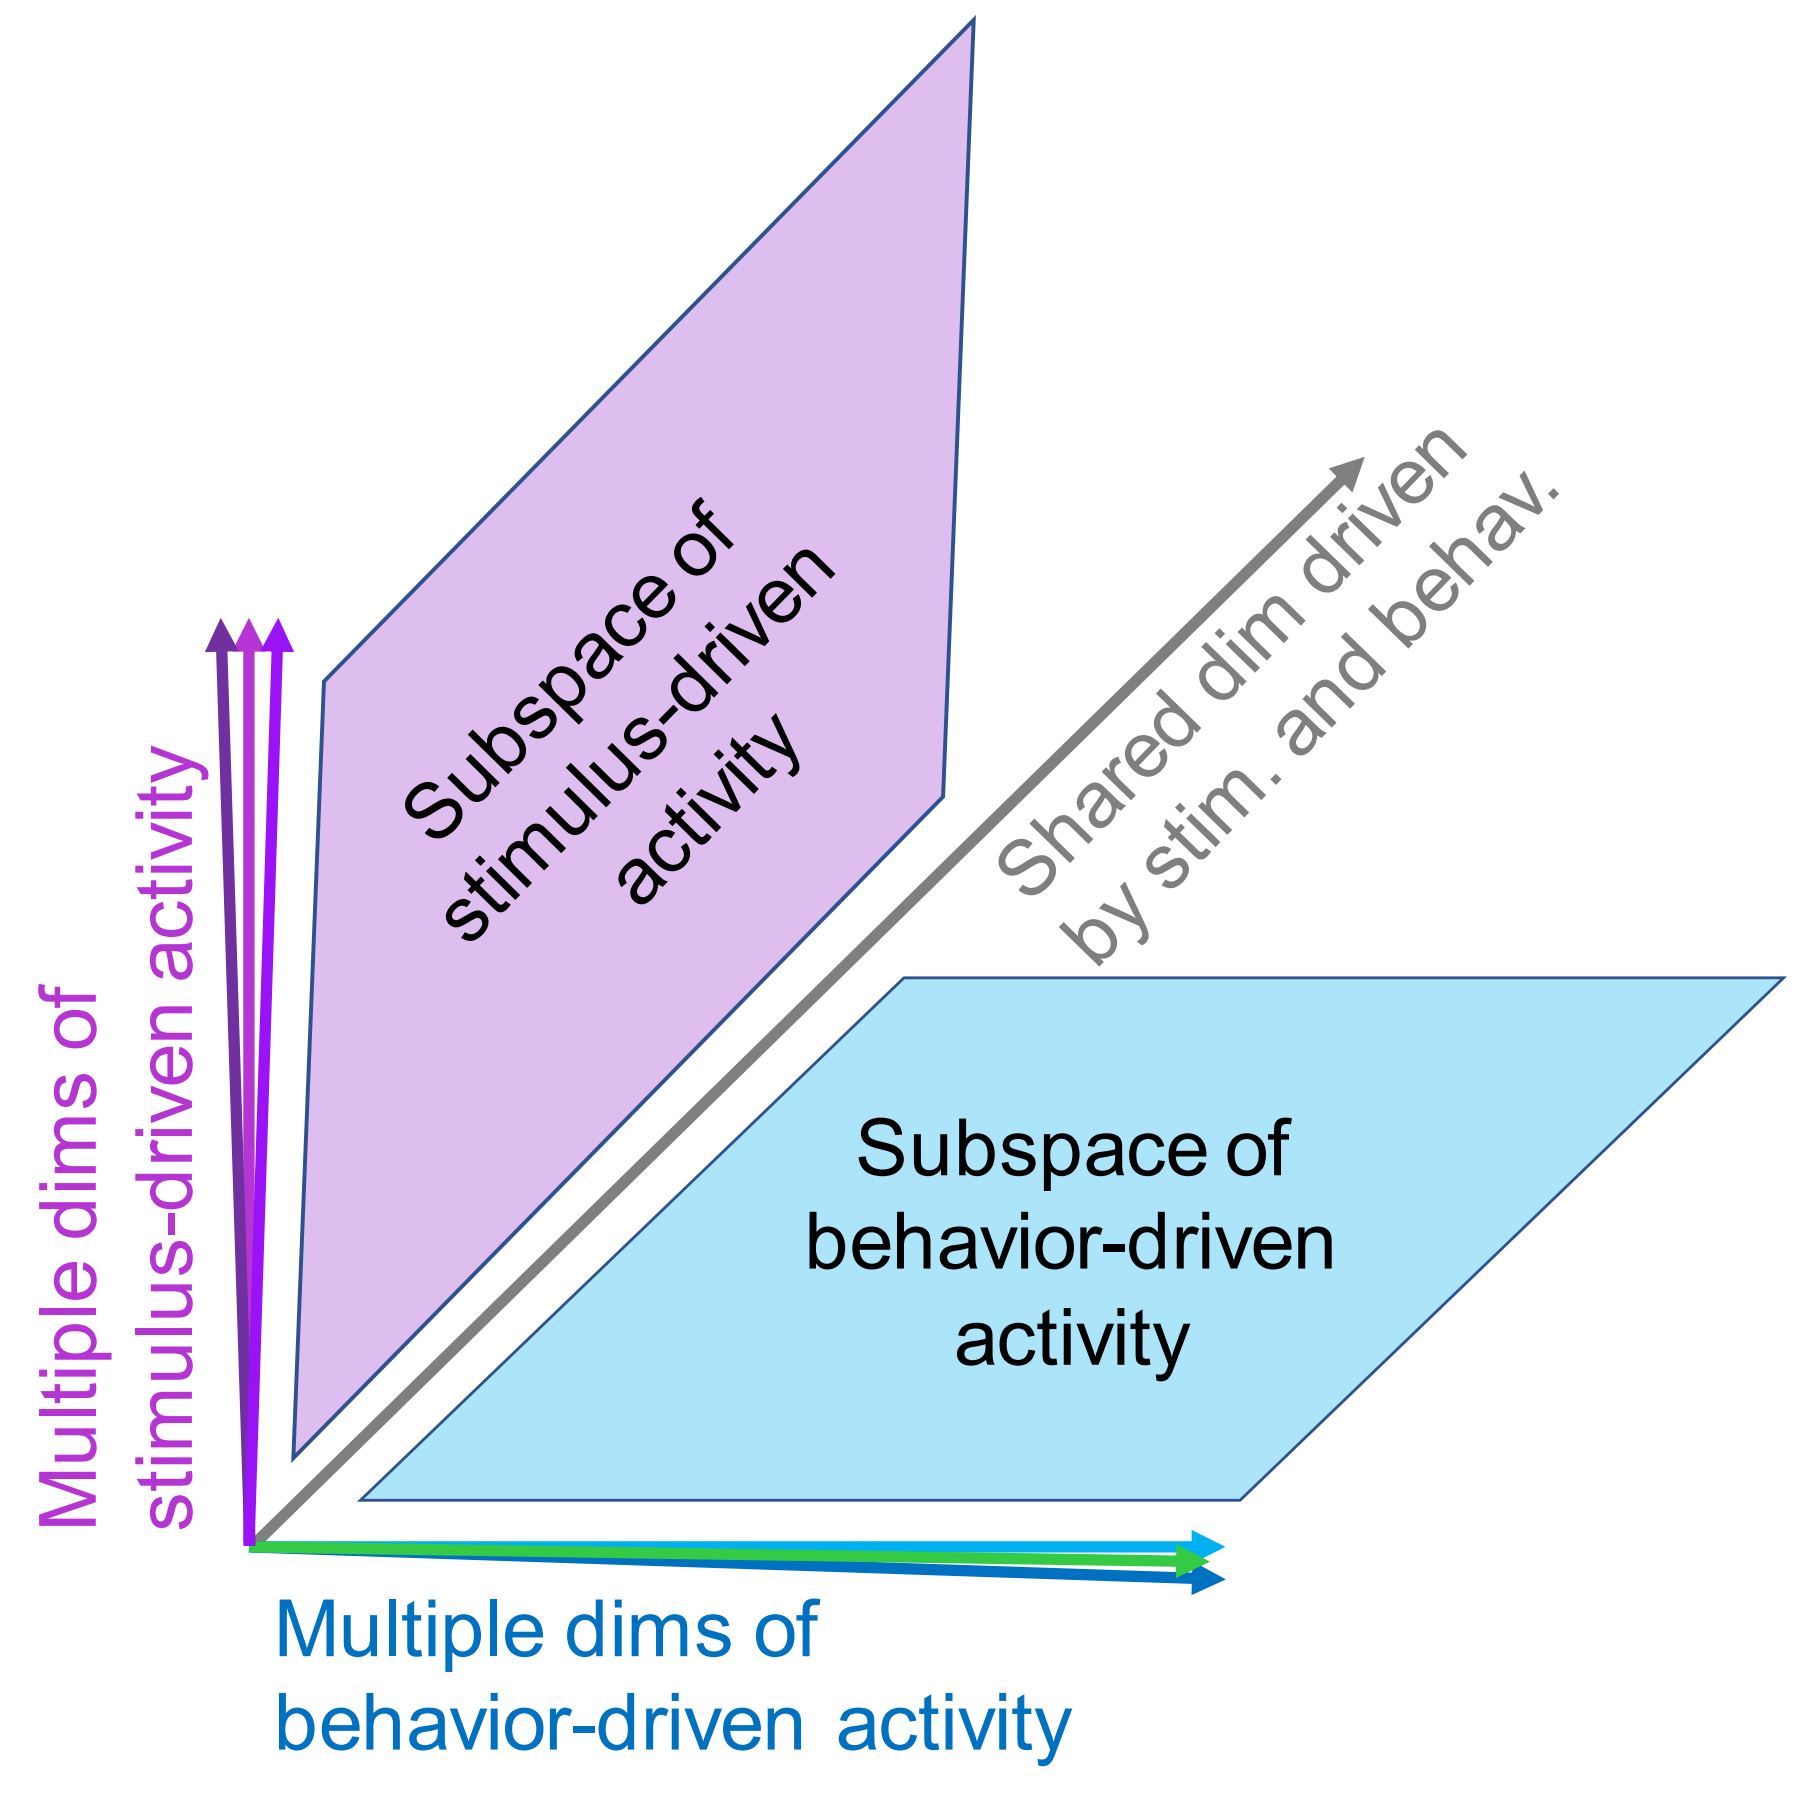 Subspace of
stimulus-driven
activity
Shared dim driven
by stim. and behav.
Multiple dims of
stimulus-driven activity
Subspace of
behavior-driven
activity
Multiple dims of
behavior-driven activity